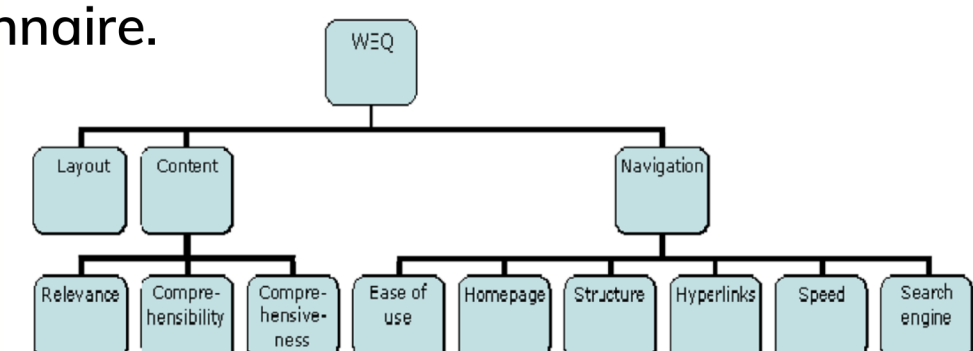 nnaire.
WEQ
Layout
Content
Navigation
Relevance
Compre-
hensibility
Compre-
hensive-
ness
Ease of
use
Homepage
Structure
Hyperlinks
Speed
Search
engine